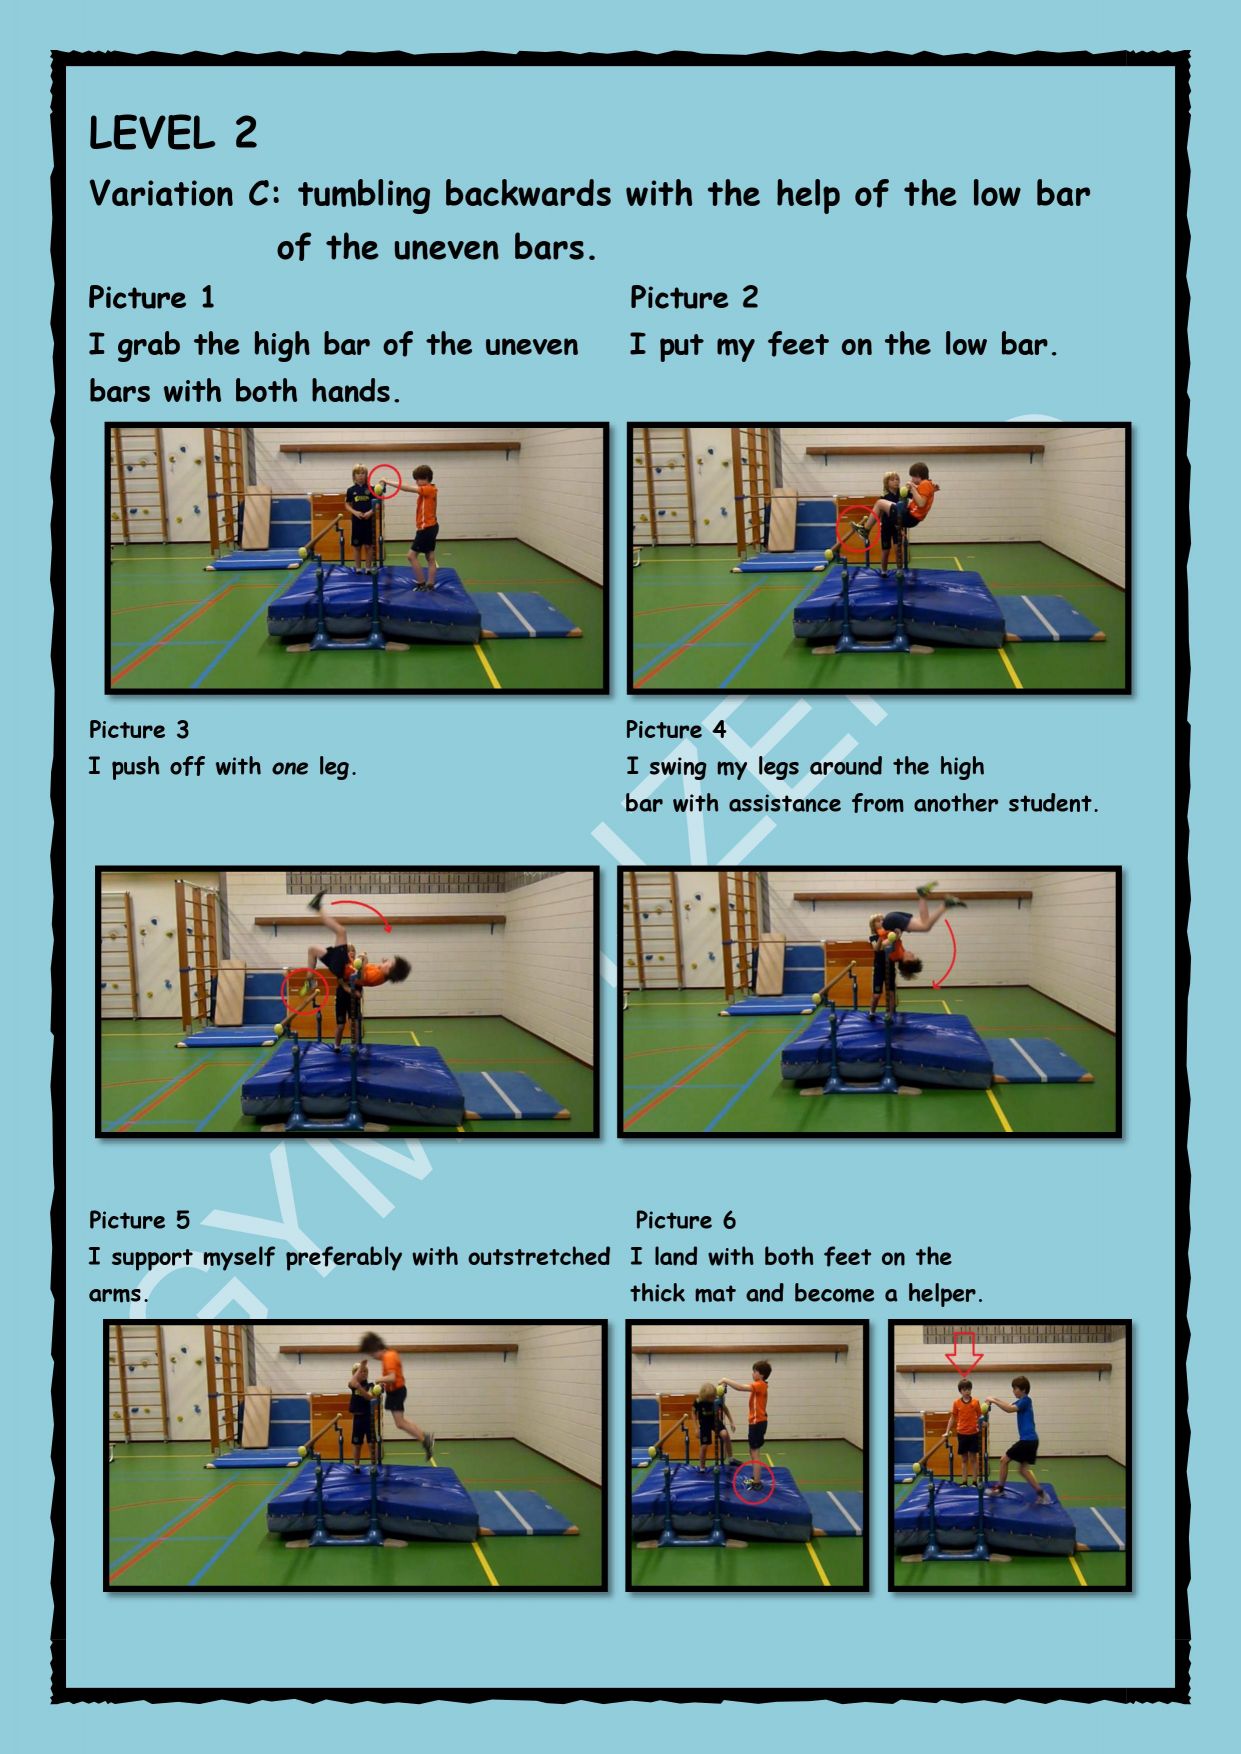 LEVEL 2
Variation C: tumbling backwards with the help of the low bar
of the uneven bars.
Picture 1
I grab the high bar of the uneven
bars with both hands.
Picture 2
I put my feet on the low bar.
Picture 3
I push off with one leg.
Picture 4
I swing my legs around the high
bar with assistance from another student.
Picture 5
I support myself preferably with outstretched
arms.
Picture 6
I land with both feet on the
thick mat and become a helper.